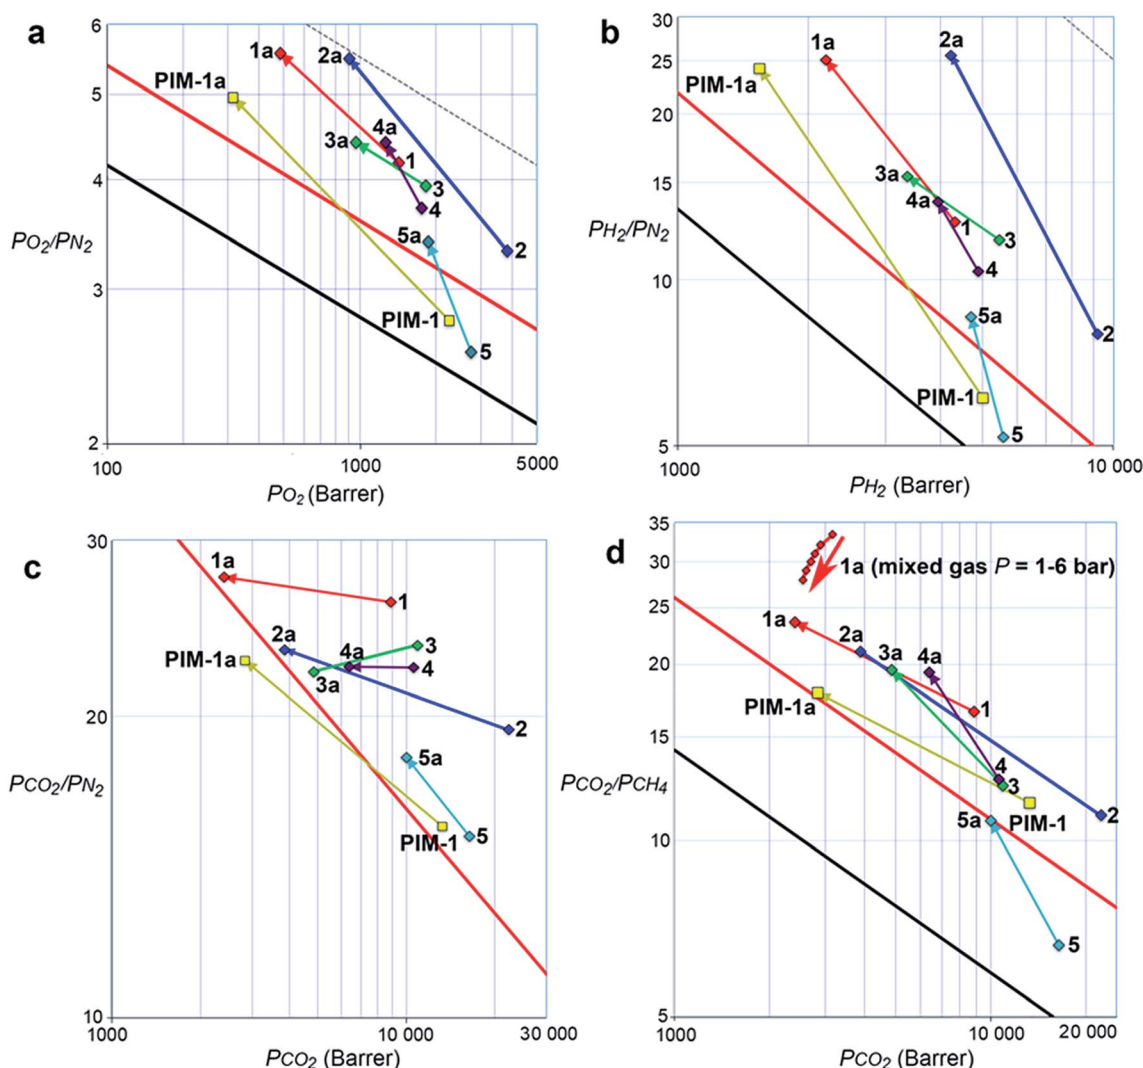 a
6
5
4
3
2
PO2/PN2
1a
2a
PIM-1a
4a
3a
1
3
4
5a
2
PIM-1
5
100
1000
5000
PO2 (Barrer)
b
30
25
20
15
10
5
PH2/PN2
1a
2a
PIM-1a
3a
4a
1
3
4
5a
2
PIM-1
5
1000
10 000
PH2 (Barrer)
c
30
20
10
PCO2/PN2
1a
1
2a
4a
3
PIM-1a
4
3a
2
5a
PIM-1
5
1000
10 000
30 000
PCO2 (Barrer)
d
35
30
25
20
15
10
5
PCO2/PCH4
1a (mixed gas P = 1-6 bar)
1a
2a
3a
4a
PIM-1a
1
4
3
2
5a
PIM-1
5
1000
10 000
20 000
PCO2 (Barrer)